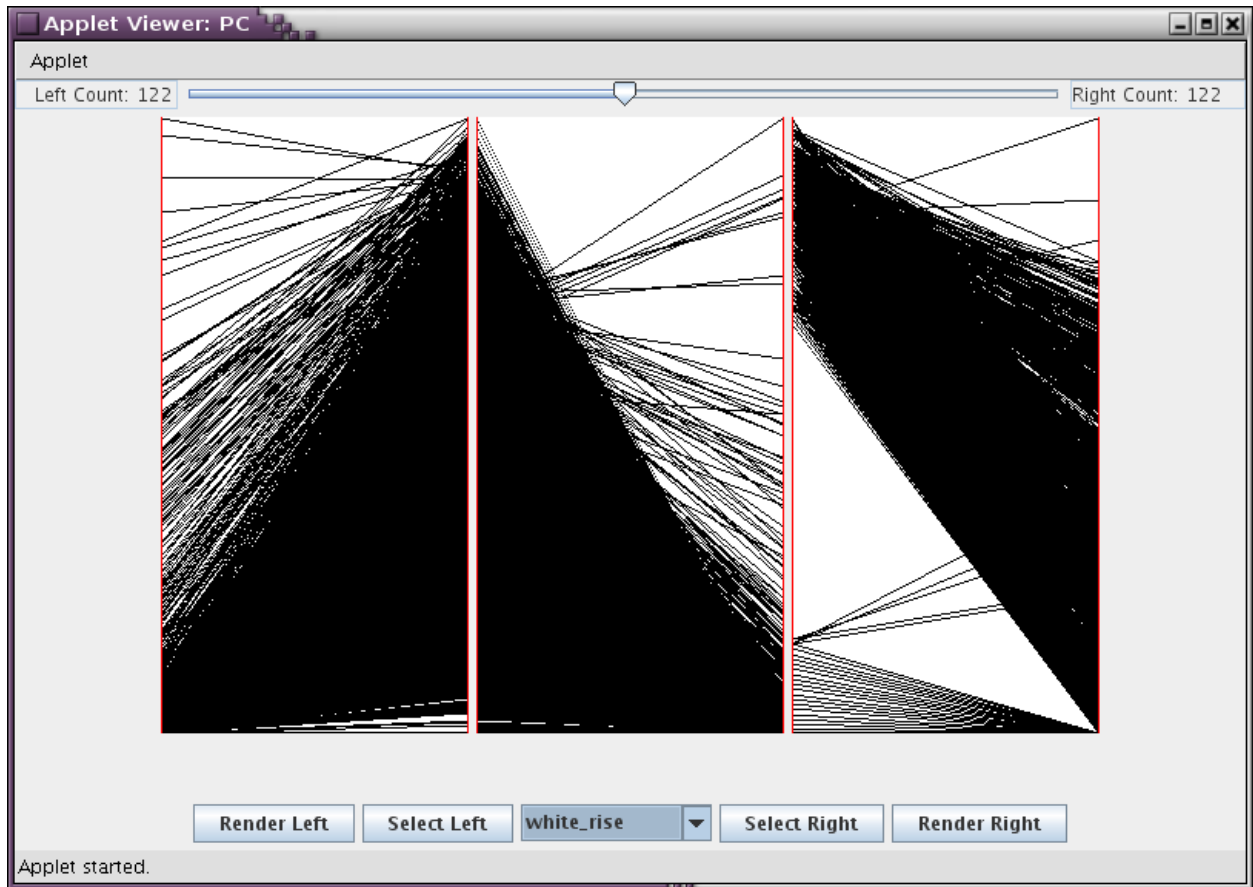 Applet Viewer: PC
Applet
Left Count: 122
Right Count: 122
Render Left
Select Left
white_rise
Select Right
Render Right
Applet started.